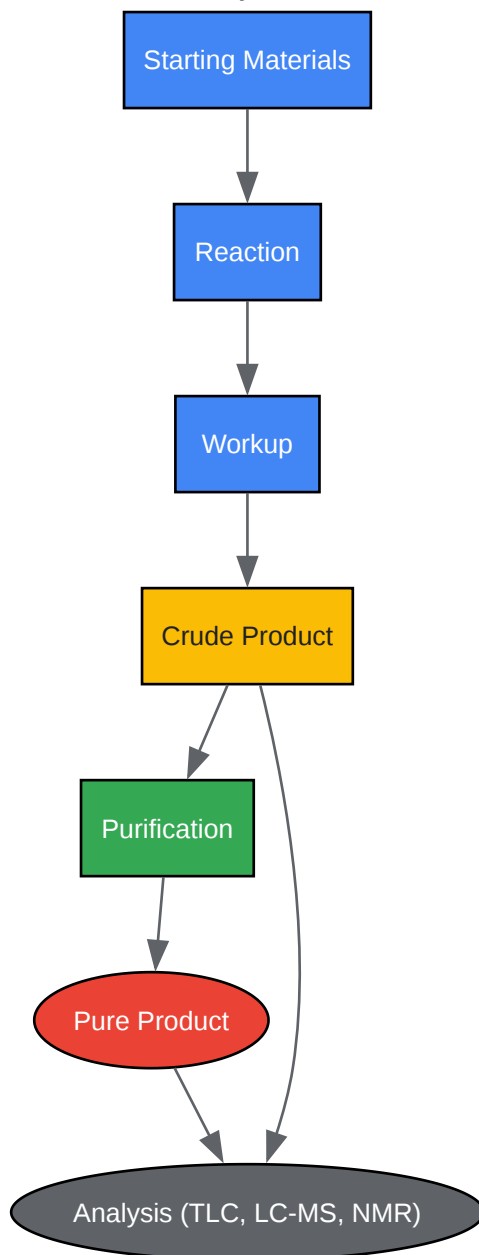 Starting Materials
Reaction
Workup
Crude Product
Purification
Pure Product
Analysis (TLC, LC-MS, NMR)